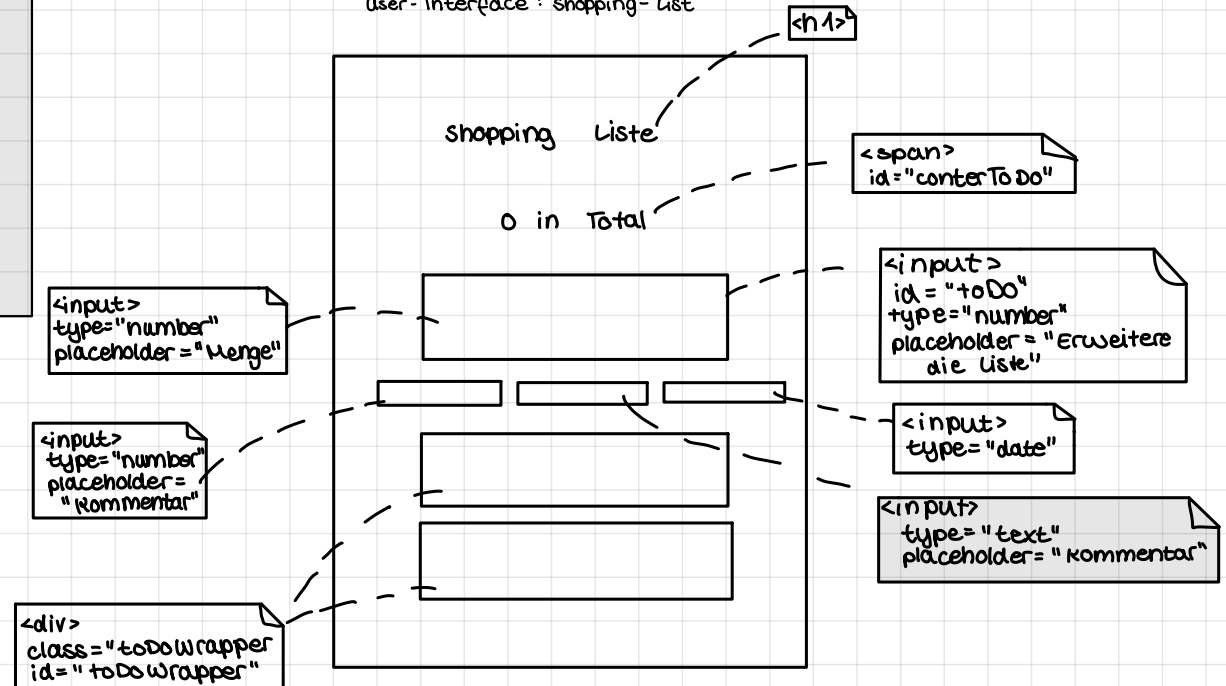 user-interface: shopping-list
<h1>
shopping Liste
<span>
id="conterToDo"
0 in Total
<input>
id="toDo"
type="number"
placeholder="Erweitere
die Liste"
<input>
type="number"
placeholder="Menge"
<input>
type="date"
<input>
type="number"
placeholder=
"Kommentar"
<input>
type="text"
placeholder="Kommentar"
<div>
class="toDoWrapper
id="toDoWrapper"